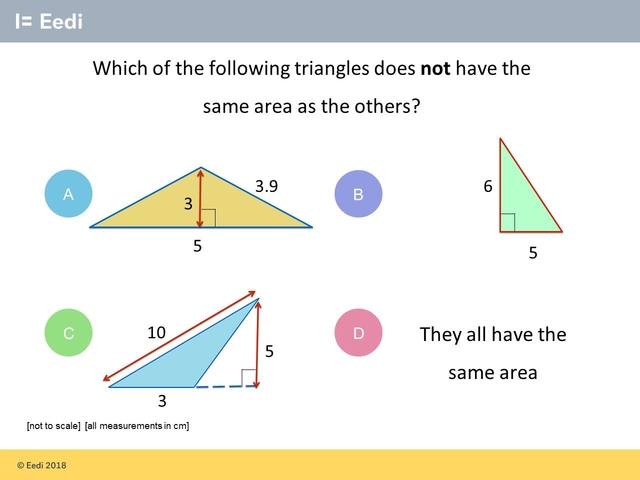 I= Eedi
Which of the following triangles does not have the
same area as the others?
A
3
3.9
5
B
6
5
C
10
5
3
D
They all have the
same area
[not to scale] [all measurements in cm]
© Eedi 2018